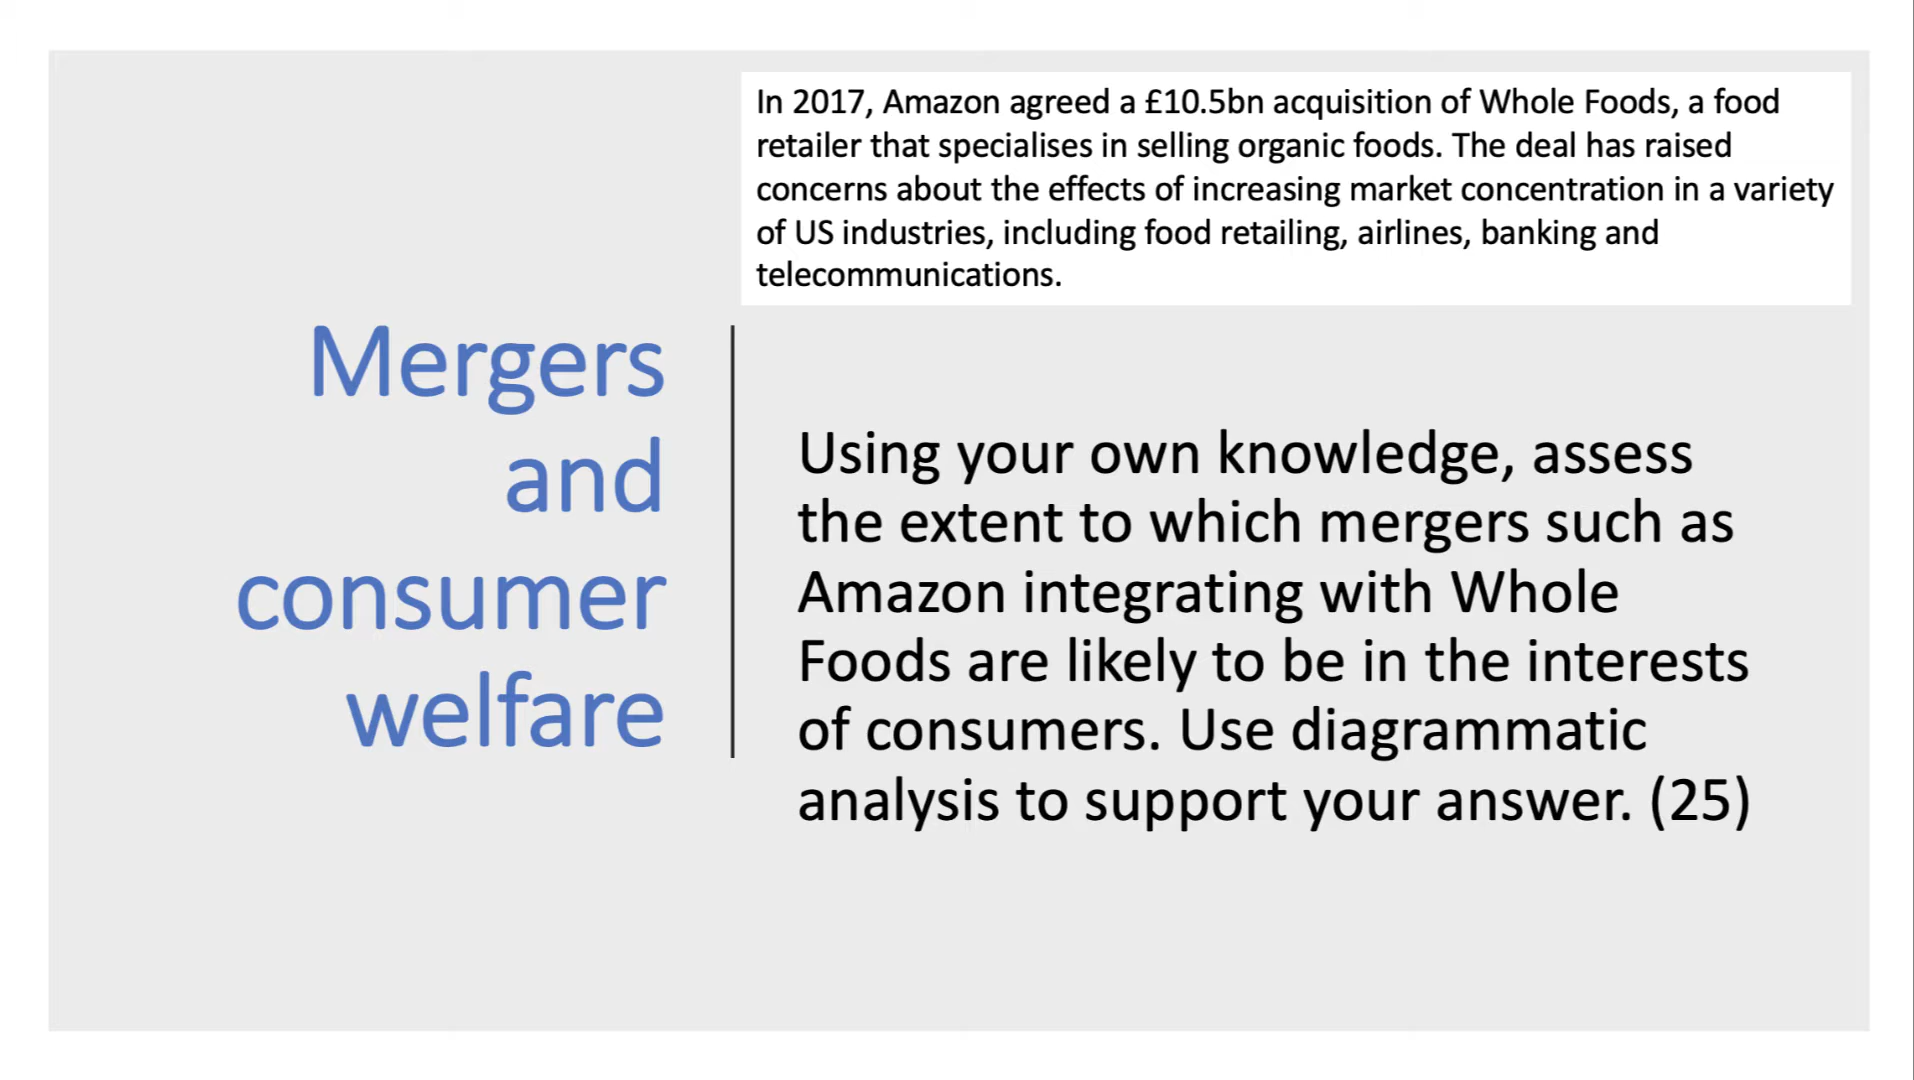 In 2017, Amazon agreed a £10.5bn acquisition of Whole Foods, a food
retailer that specialises in selling organic foods. The deal has raised
concerns about the effects of increasing market concentration in a variety
of US industries, including food retailing, airlines, banking and
telecommunications.
Mergers
and
consumer
welfare
Using your own knowledge, assess
the extent to which mergers such as
Amazon integrating with Whole
Foods are likely to be in the interests
of consumers. Use diagrammatic
analysis to support your answer. (25)